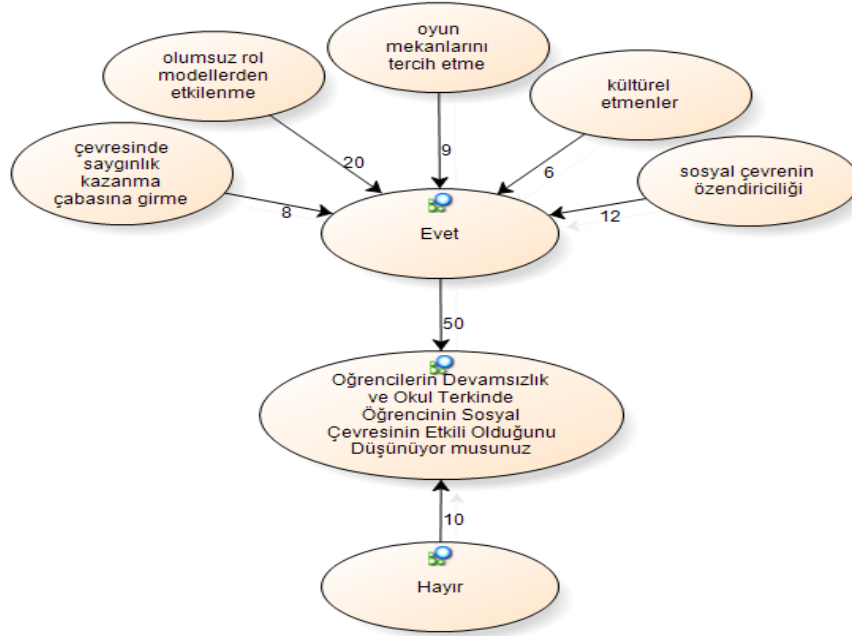 olumsuz rol
modellerden
etkilenme
oyun
mekanlarını
tercih etme
kültürel
etmenler
çevresinde
saygınlık
kazanma
çabasına girme
sosyal çevrenin
özendiriciliği
20
9
6
8
12
Evet
50
Öğrencilerin Devamsızlık
ve Okul Terkinde
Öğrencinin Sosyal
Çevresinin Etkili Olduğunu
Düşünüyor musunuz
10
Hayır